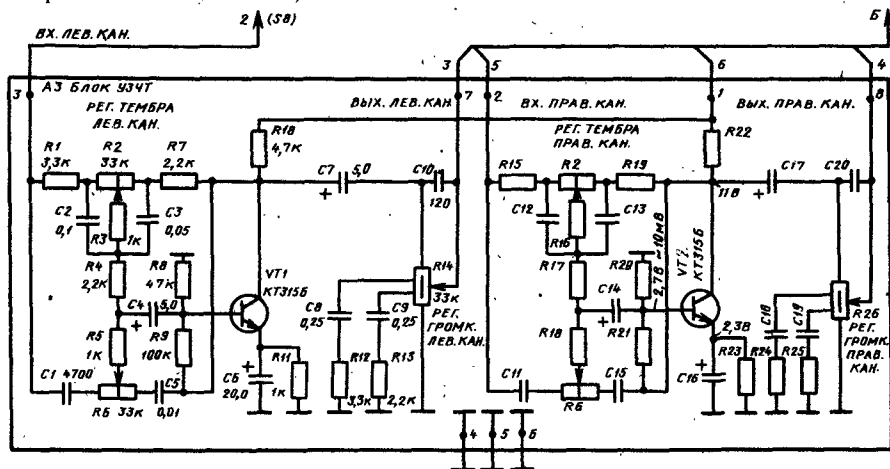 2 (S8)
Б
ВХ. ЛЕВ. КАН.
3 5 6 4
А3 БЛОК УЗЧТ
3 7 2 1 8
РЕГ. ТЕМБРА
ЛЕВ. КАН.
ВЫХ. ЛЕВ. КАН
ВХ. ПРАВ. КАН.
РЕГ. ТЕМБРА
ПРАВ. КАН.
ВЫХ. ПРАВ. КАН.
R18
4,7к
R22
R1
3,3к
R2
33к
R7
2,2к
C7 5,0
+
C10
120
R15
R2
R19
11В
C17
+
C20
C2
0,1
R3
1к
C3
0,05
C12
R16
C13
R4
2,2к
R8
47к
VT1
КТ315Б
R14
33к
РЕГ.
ГРОМК.
ЛЕВ. КАН.
R17
R20
2,7В ~10мВ
VT2
КТ315Б
C4 5,0
+
C8
0,25
C9
0,25
C14
+
C18
C19
R26
РЕГ.
ГРОМК.
ПРАВ.
КАН.
R5
1к
R9
100к
R18
R21
2,3В
C1 4700
R6
33к
C5
0,01
+
C6
20,0
R11
1к
R12
3,3к
R13
2,2к
C11
R6
C15
+
C16
R23
R24
R25
4 5 6